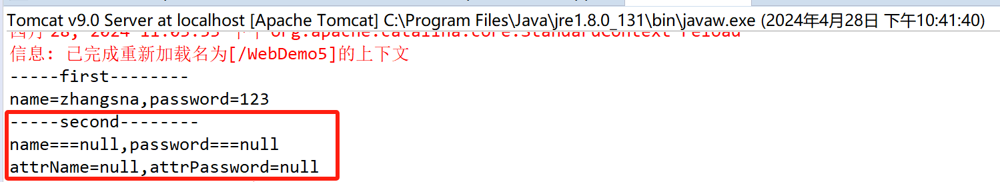 Tomcat v9.0 Server at localhost [Apache Tomcat] C:\Program Files\Java\jre1.8.0_131\bin\javaw.exe (2024年4月28日 下午10:41:40)
四月 28, 2024 11:05:55 下午 org.apache.catalina.core.StandardContext reload
信息: 已完成重新加载名为[/WebDemo5]的上下文
-----first--------
name=zhangsna,password=123
-----second--------
name===null,password===null
attrName=null,attrPassword=null